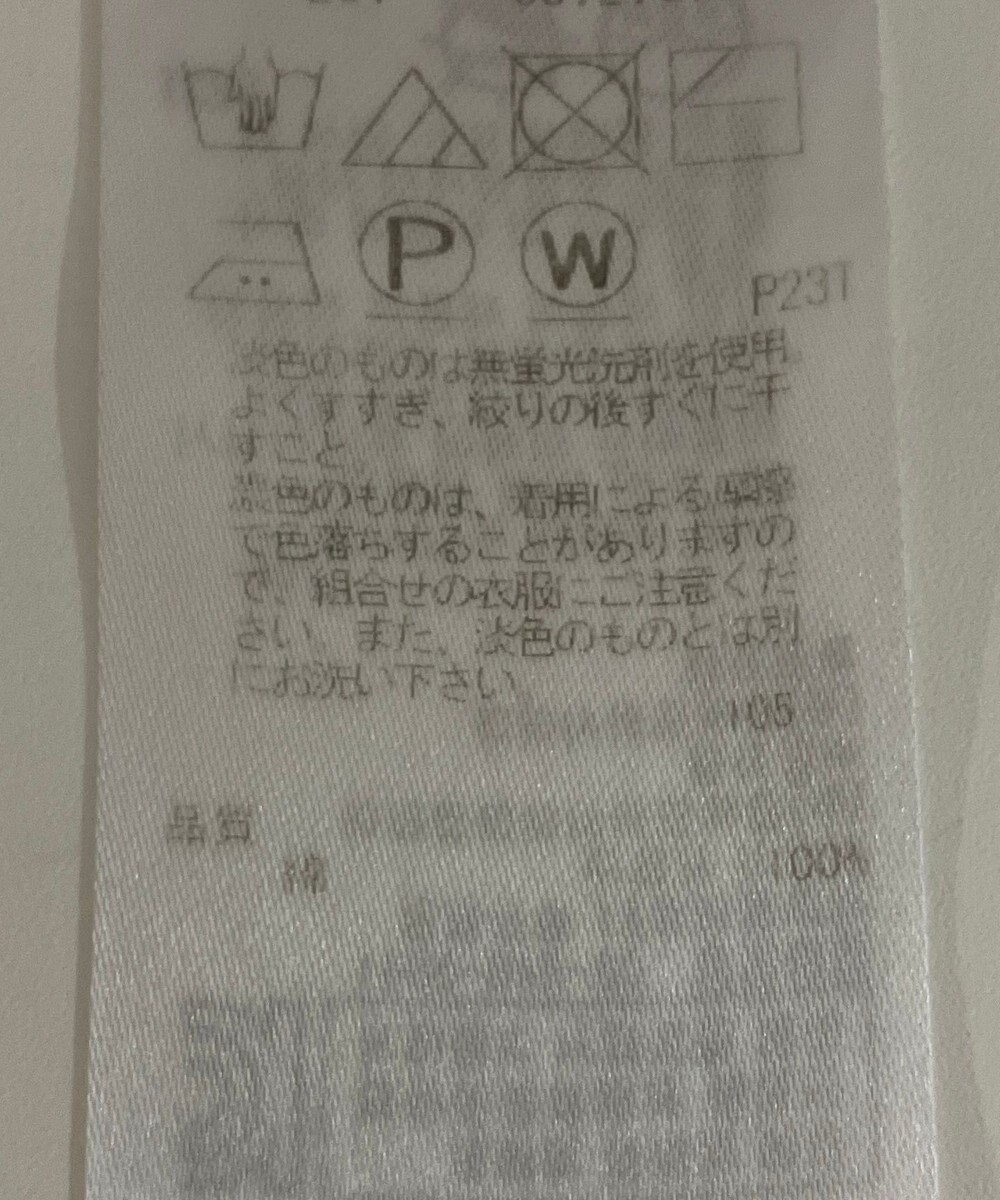 P
W
P23T
淡色のものは無蛍光洗剤を使用
よくすすぎ、絞りの後すぐに干
すこと
濃色のものは、着用による摩擦
で色落ちすることがありますの
で、組合せの衣服にご注意くだ
さい、また、淡色のものとは別
にお洗い下さい
105
品質
綿 100%